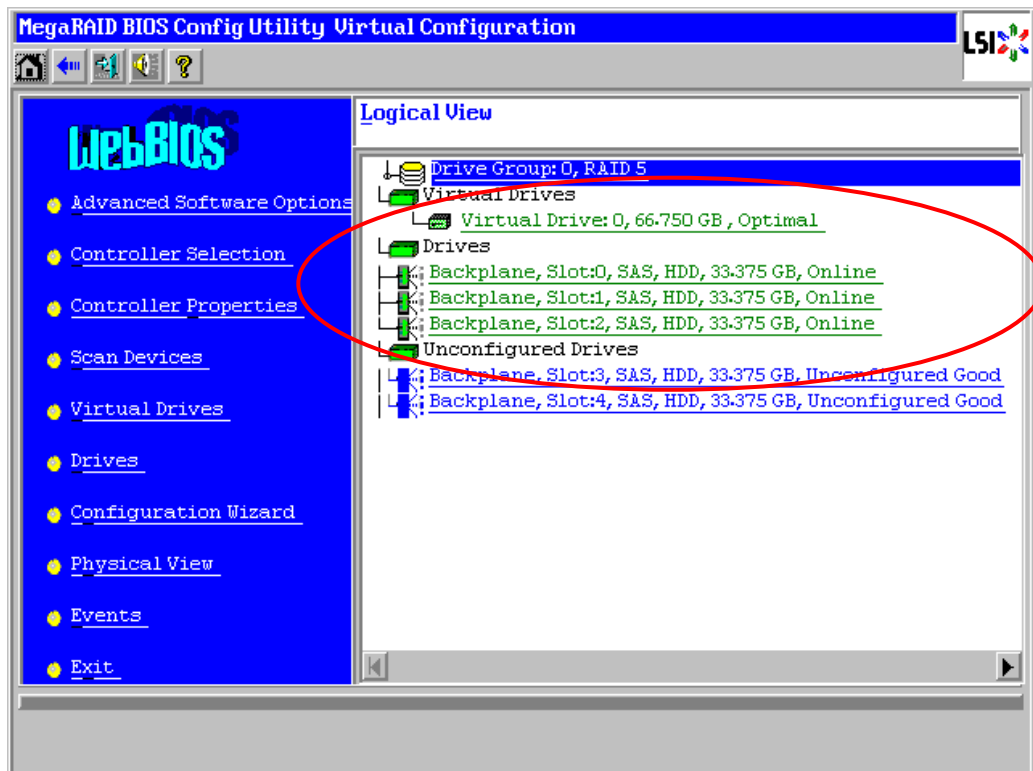 MegaRAID BIOS Config Utility Virtual Configuration
LSI
?
WebBIOS
Advanced Software Options
Controller Selection
Controller Properties
Scan Devices
Virtual Drives
Drives
Configuration Wizard
Physical View
Events
Exit
Logical View
Drive Group: 0, RAID 5
Virtual Drives
Virtual Drive: 0, 66.750 GB , Optimal
Drives
Backplane, Slot:0, SAS, HDD, 33.375 GB, Online
Backplane, Slot:1, SAS, HDD, 33.375 GB, Online
Backplane, Slot:2, SAS, HDD, 33.375 GB, Online
Unconfigured Drives
Backplane, Slot:3, SAS, HDD, 33.375 GB, Unconfigured Good
Backplane, Slot:4, SAS, HDD, 33.375 GB, Unconfigured Good